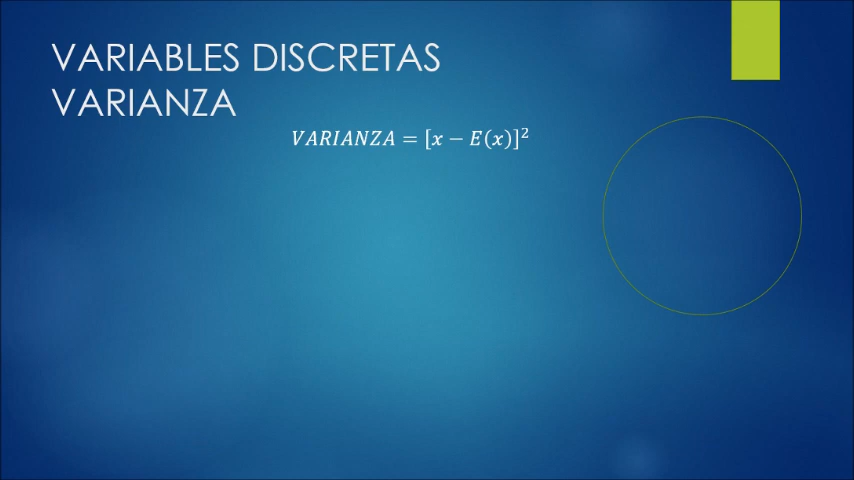 VARIABLES DISCRETAS
VARIANZA
VARIANZA = [x − E(x)]²